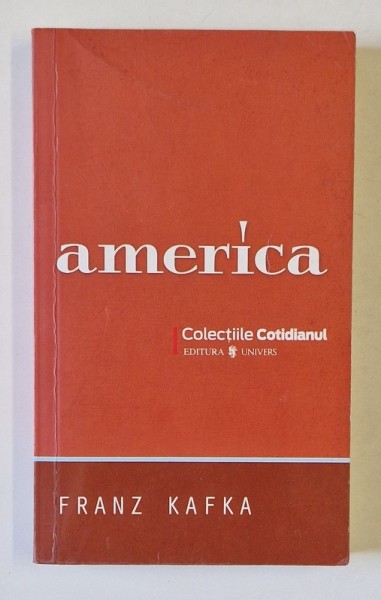 america
Colecțiile Cotidianul
EDITURA UNIVERS
FRANZ KAFKA